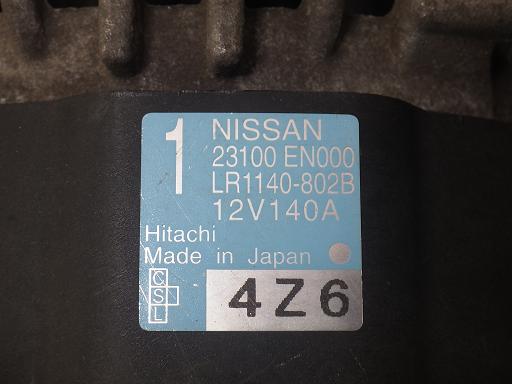 1 NISSAN
23100 EN000
LR1140-802B
12V140A
Hitachi
Made in Japan
C
S
L
4Z6